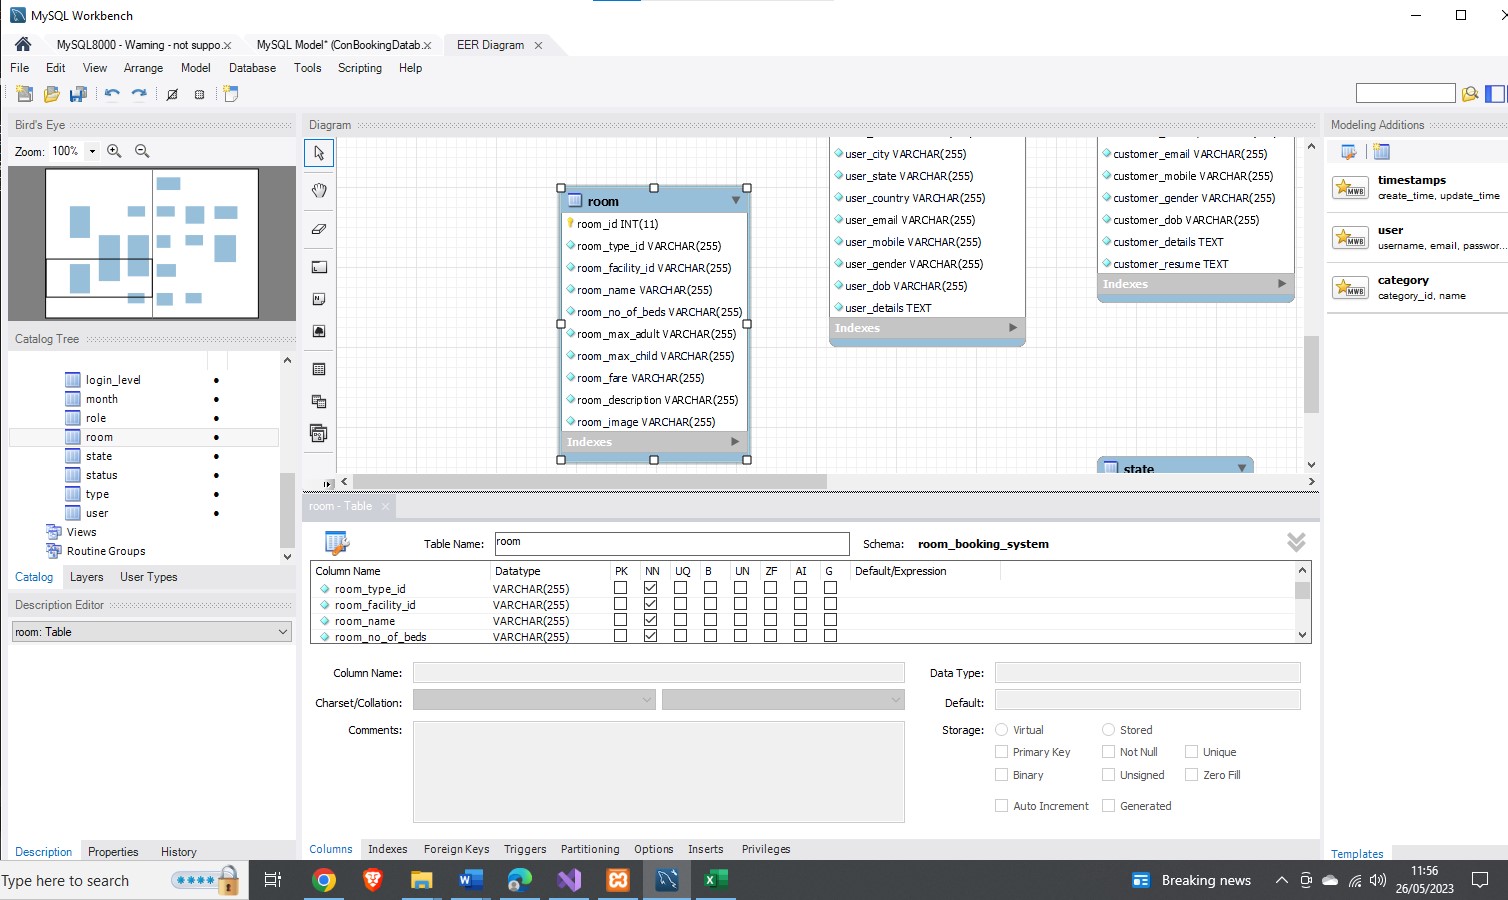 MySQL Workbench
MySQL8000 - Warning - not suppo.
MySQL Model* (ConBookingDatab.
EER Diagram
File Edit View Arrange Model Database Tools Scripting Help
Bird's Eye
Zoom: 100%
Catalog Tree
login_level
month
role
room
state
status
type
user
Views
Routine Groups
Catalog Layers User Types
Description Editor
room: Table
Description Properties History
Diagram
room
room_id INT(11)
room_type_id VARCHAR(255)
room_facility_id VARCHAR(255)
room_name VARCHAR(255)
room_no_of_beds VARCHAR(255)
room_max_adult VARCHAR(255)
room_max_child VARCHAR(255)
room_fare VARCHAR(255)
room_description VARCHAR(255)
room_image VARCHAR(255)
Indexes
user_city VARCHAR(255)
user_state VARCHAR(255)
user_country VARCHAR(255)
user_email VARCHAR(255)
user_mobile VARCHAR(255)
user_gender VARCHAR(255)
user_dob VARCHAR(255)
user_details TEXT
Indexes
customer_email VARCHAR(255)
customer_mobile VARCHAR(255)
customer_gender VARCHAR(255)
customer_dob VARCHAR(255)
customer_details TEXT
customer_resume TEXT
Indexes
state
room - Table
Table Name: room
Schema: room_booking_system
Column Name Datatype PK NN UQ B UN ZF AI G Default/Expression
room_type_id VARCHAR(255)
room_facility_id VARCHAR(255)
room_name VARCHAR(255)
room_no_of_beds VARCHAR(255)
Column Name:
Data Type:
Charset/Collation:
Default:
Comments:
Storage: Virtual Stored
Primary Key Not Null Unique
Binary Unsigned Zero Fill
Auto Increment Generated
Columns Indexes Foreign Keys Triggers Partitioning Options Inserts Privileges
Modeling Additions
timestamps
create_time, update_time
user
username, email, passwor...
category
category_id, name
Templates
Type here to search
Breaking news
11:56
26/05/2023